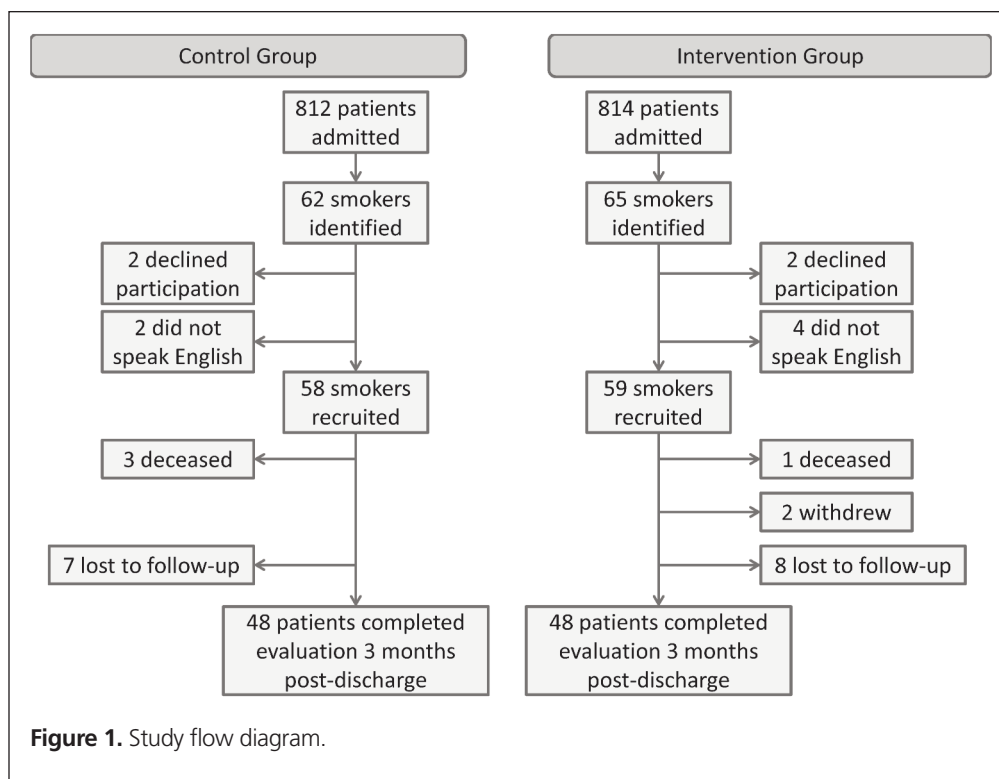 Control Group
812 patients
admitted
62 smokers
identified
2 declined
participation
2 did not
speak English
58 smokers
recruited
3 deceased
7 lost to follow-up
48 patients completed
evaluation 3 months
post-discharge
Intervention Group
814 patients
admitted
65 smokers
identified
2 declined
participation
4 did not
speak English
59 smokers
recruited
1 deceased
2 withdrew
8 lost to follow-up
48 patients completed
evaluation 3 months
post-discharge
Figure 1. Study flow diagram.